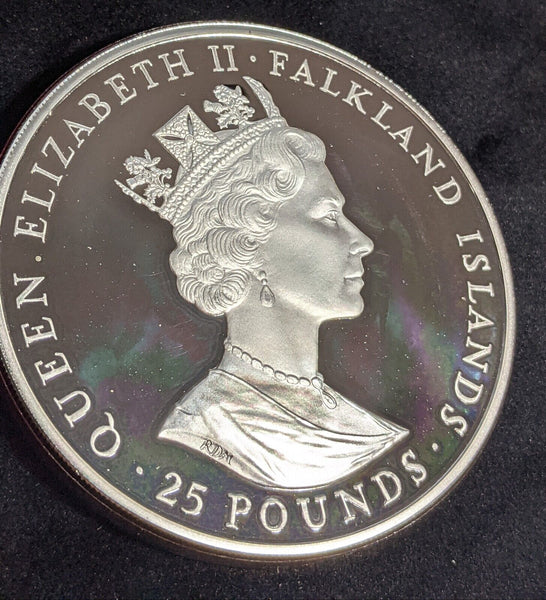 QUEEN · ELIZABETH II · FALKLAND ISLANDS · 25 POUNDS ·
RDM